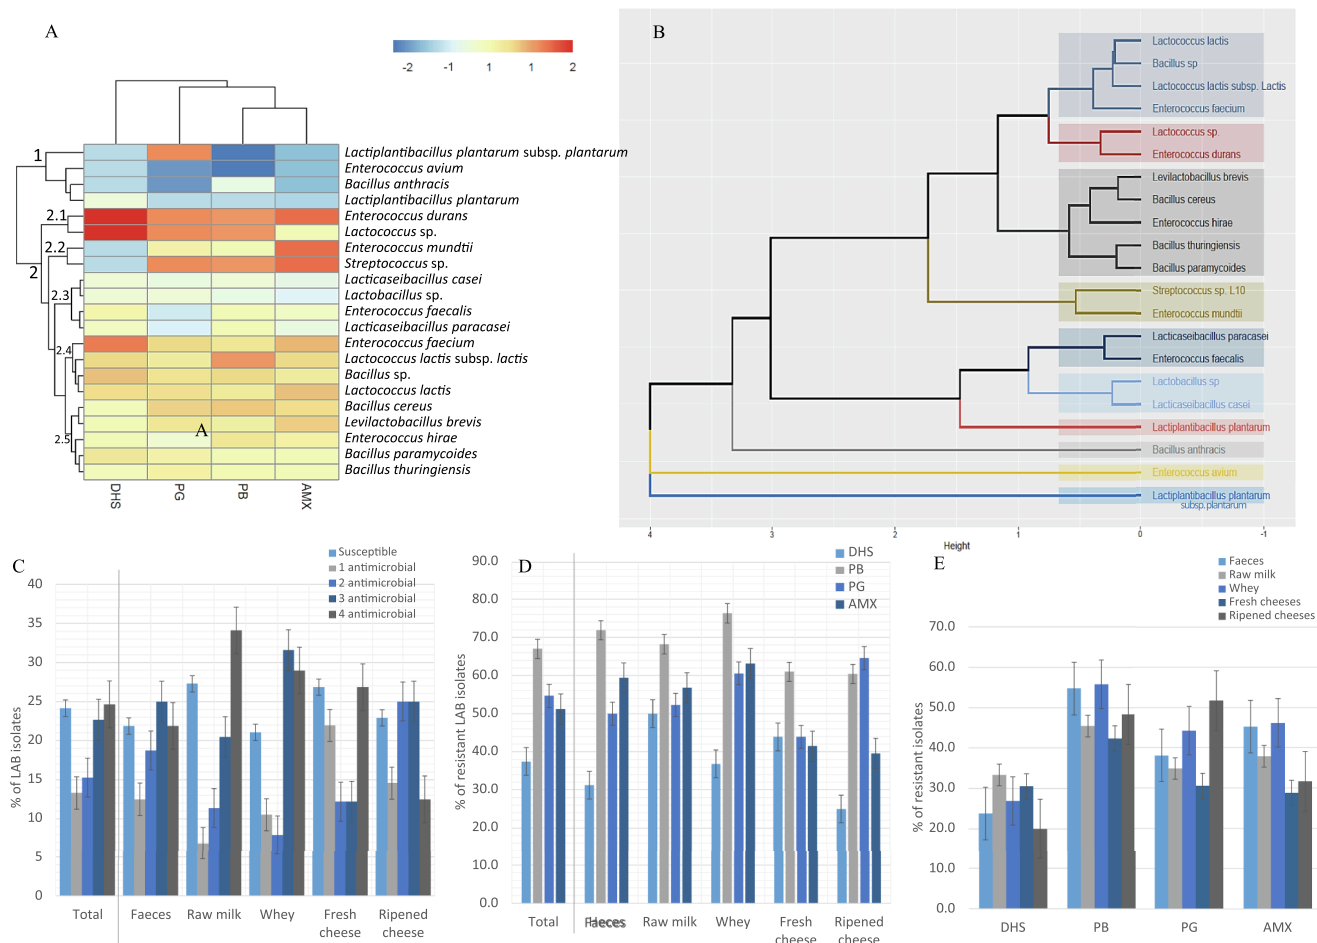 A
-2 -1 1 2
1
2.1
2.2
2
2.3
2.4
2.5
Lactiplantibacillus plantarum subsp. plantarum
Enterococcus avium
Bacillus anthracis
Lactiplantibacillus plantarum
Enterococcus durans
Lactococcus sp.
Enterococcus mundtii
Streptococcus sp.
Lacticaseibacillus casei
Lactobacillus sp.
Enterococcus faecalis
Lacticaseibacillus paracasei
Enterococcus faecium
Lactococcus lactis subsp. lactis
Bacillus sp.
Lactococcus lactis
Bacillus cereus
Levilactobacillus brevis
A
Enterococcus hirae
Bacillus paramycoides
Bacillus thuringiensis
DHS PG PB AMX
B
Lactococcus lactis
Bacillus sp
Lactococcus lactis subsp. Lactis
Enterococcus faecium
Lactococcus sp.
Enterococcus durans
Levilactobacillus brevis
Bacillus cereus
Enterococcus hirae
Bacillus thuringiensis
Bacillus paramycoides
Streptococcus sp. L10
Enterococcus mundtii
Lacticaseibacillus paracasei
Enterococcus faecalis
Lactobacillus sp
Lacticaseibacillus casei
Lactiplantibacillus plantarum
Bacillus anthracis
Enterococcus avium
Lactiplantibacillus plantarum
subsp.plantarum
4 3 2 1 0 -1
Height
C
Susceptible
1 antimicrobial
2 antimicrobial
3 antimicrobial
4 antimicrobial
% of LAB isolates
40
35
30
25
20
15
10
5
0
Total Faeces Raw milk Whey Fresh cheese Ripened cheese
D
DHS
PB
PG
AMX
% of resistant LAB isolates
90.0
80.0
70.0
60.0
50.0
40.0
30.0
20.0
10.0
0.0
Total Faeces Raw milk Whey Fresh cheese Ripened cheese
E
Faeces
Raw milk
Whey
Fresh cheeses
Ripened cheeses
% of resistant isolates
70.0
60.0
50.0
40.0
30.0
20.0
10.0
0.0
DHS PB PG AMX